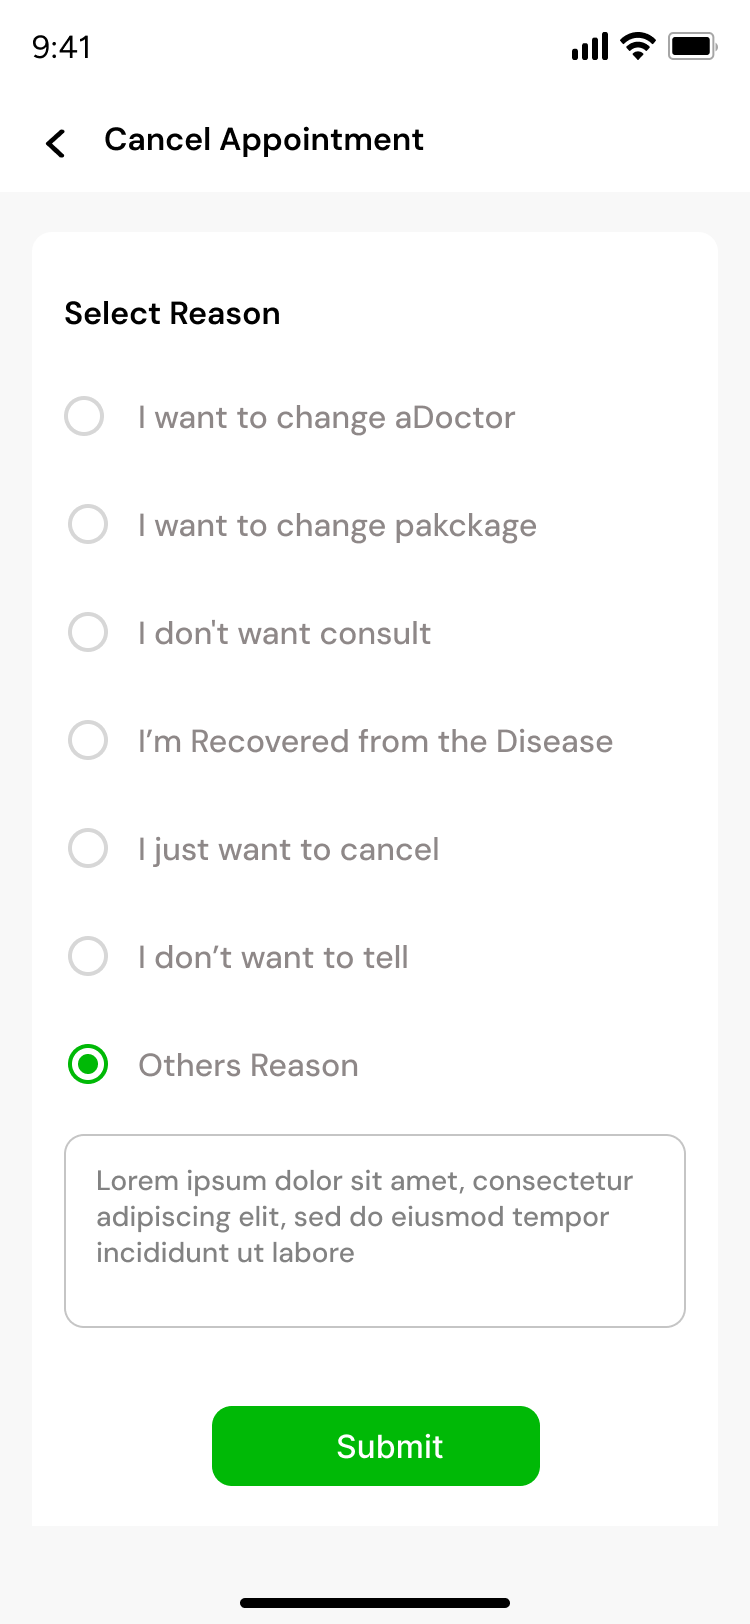 9:41
Cancel Appointment
Select Reason
I want to change aDoctor
I want to change pakckage
I don't want consult
I’m Recovered from the Disease
I just want to cancel
I don’t want to tell
Others Reason
Lorem ipsum dolor sit amet, consectetur
adipiscing elit, sed do eiusmod tempor
incididunt ut labore
Submit